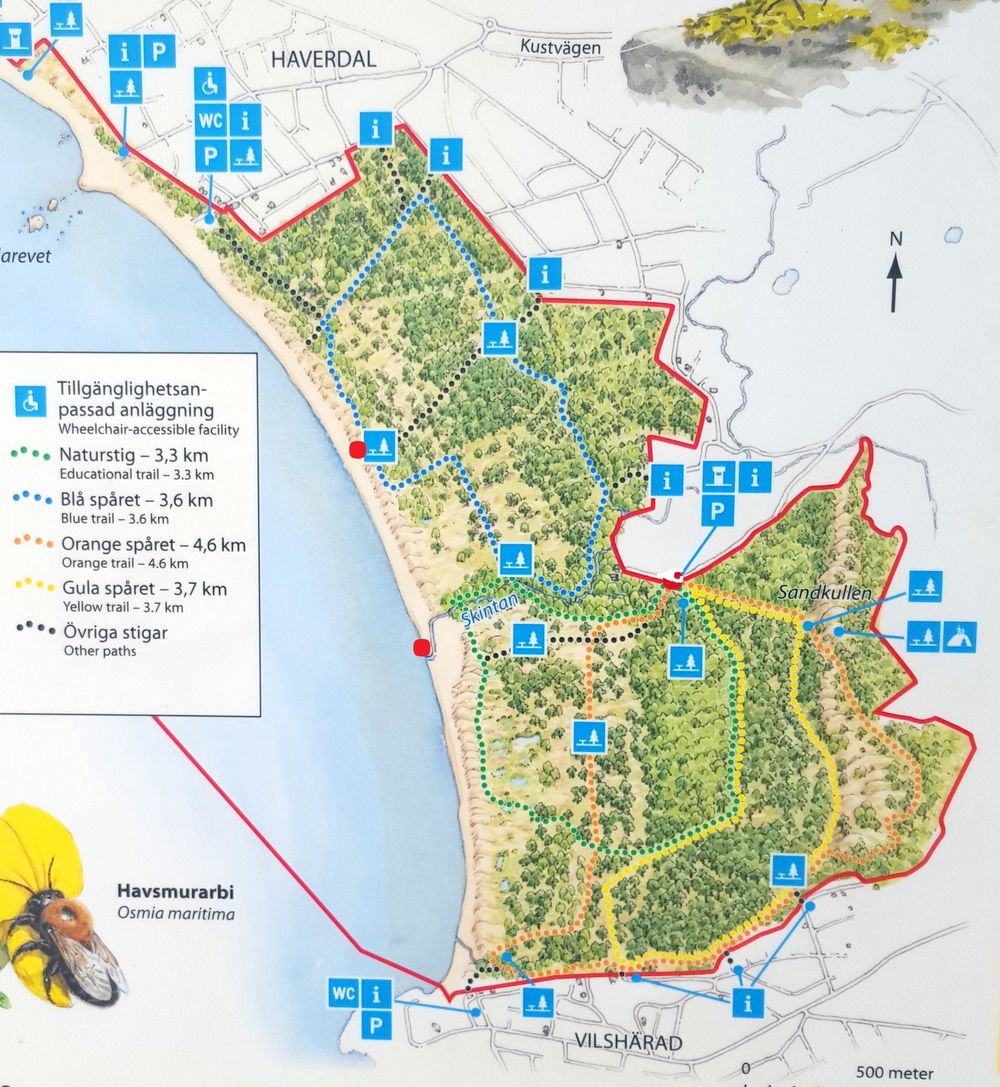 HAVERDAL
Kustvägen
i P
WC i
P
i
i
i
arevet
N
Tillgänglighetsan-
passad anläggning
Wheelchair-accessible facility
Naturstig – 3,3 km
Educational trail – 3.3 km
Blå spåret – 3,6 km
Blue trail – 3.6 km
Orange spåret – 4,6 km
Orange trail – 4.6 km
Gula spåret – 3,7 km
Yellow trail – 3.7 km
Övriga stigar
Other paths
i
i
P
Sandkullen
Skintan
Havsmurarbi
Osmia maritima
WC i
P
i
VILSHÄRAD
0
500 meter